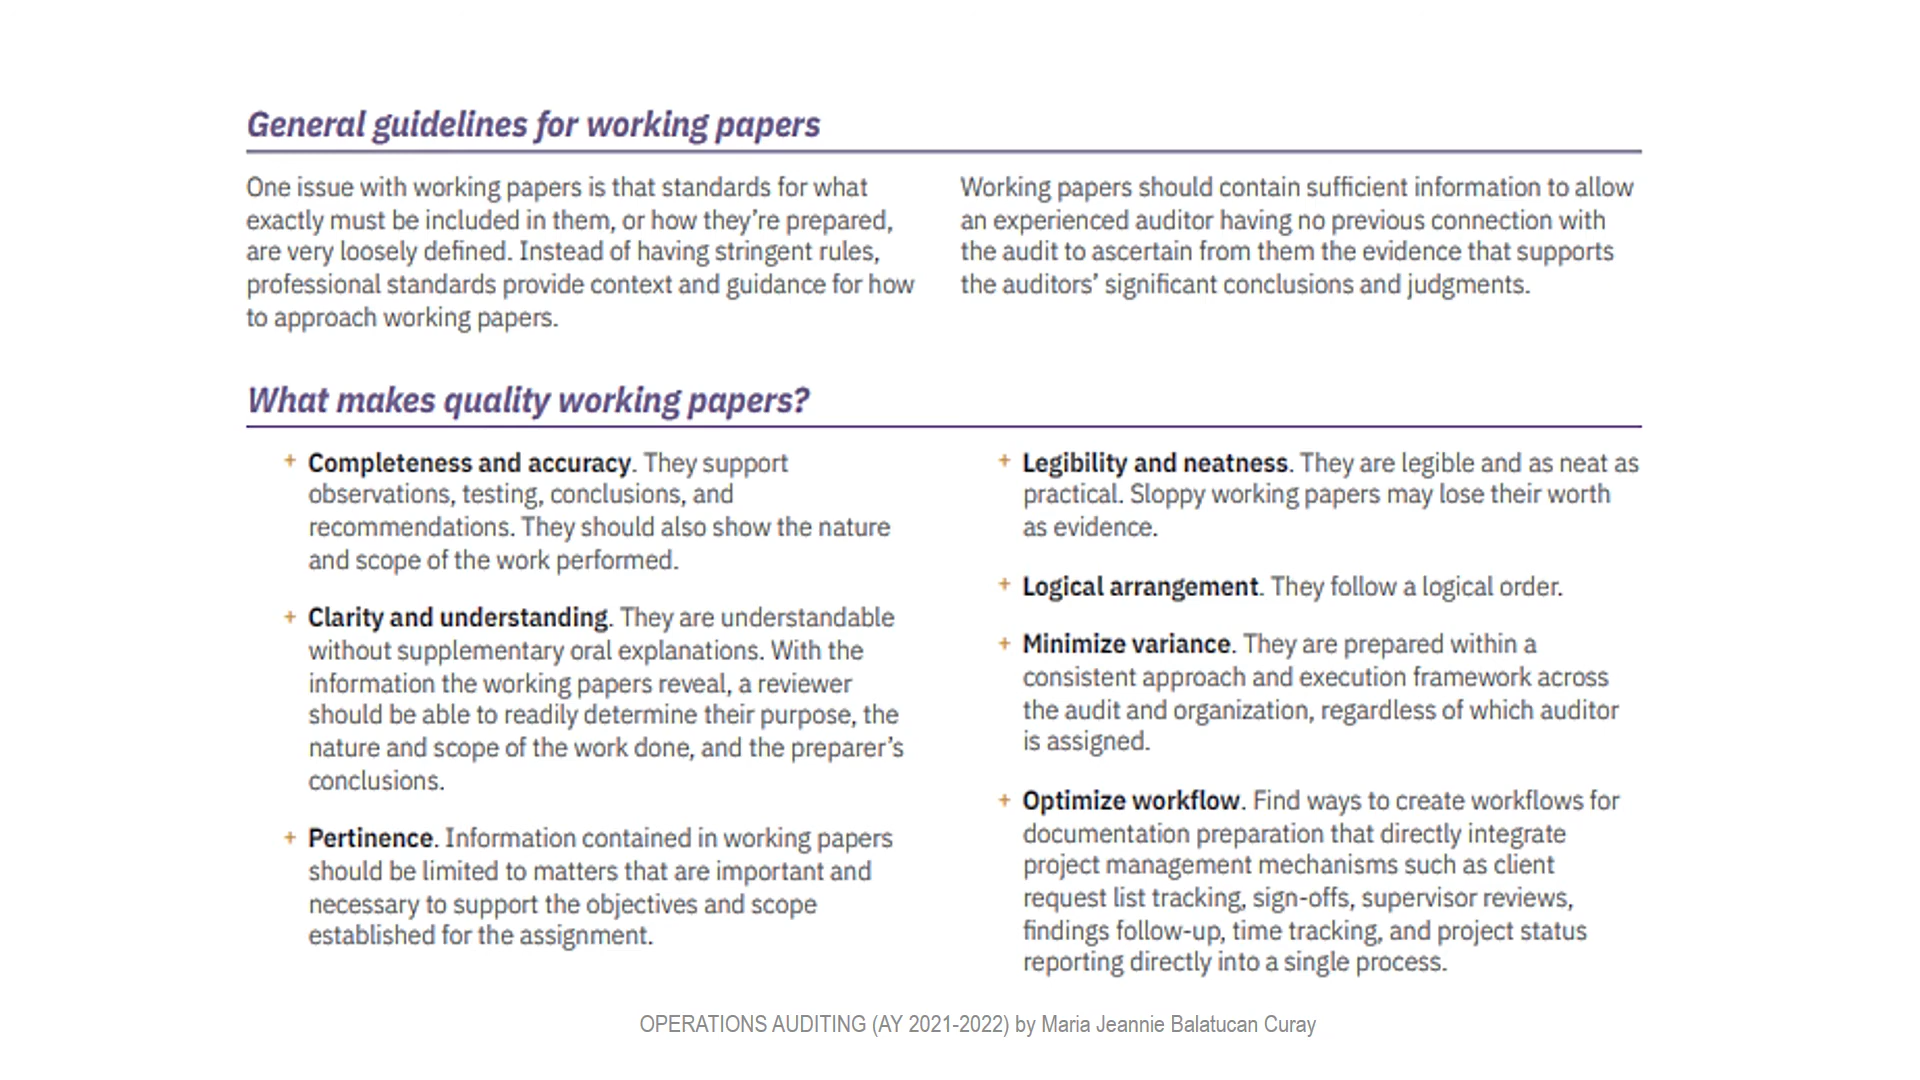 General guidelines for working papers
One issue with working papers is that standards for what
exactly must be included in them, or how they're prepared,
are very loosely defined. Instead of having stringent rules,
professional standards provide context and guidance for how
to approach working papers.
Working papers should contain sufficient information to allow
an experienced auditor having no previous connection with
the audit to ascertain from them the evidence that supports
the auditors' significant conclusions and judgments.
What makes quality working papers?
+ Completeness and accuracy. They support
observations, testing, conclusions, and
recommendations. They should also show the nature
and scope of the work performed.
+ Clarity and understanding. They are understandable
without supplementary oral explanations. With the
information the working papers reveal, a reviewer
should be able to readily determine their purpose, the
nature and scope of the work done, and the preparer's
conclusions.
+ Pertinence. Information contained in working papers
should be limited to matters that are important and
necessary to support the objectives and scope
established for the assignment.
+ Legibility and neatness. They are legible and as neat as
practical. Sloppy working papers may lose their worth
as evidence.
+ Logical arrangement. They follow a logical order.
+ Minimize variance. They are prepared within a
consistent approach and execution framework across
the audit and organization, regardless of which auditor
is assigned.
+ Optimize workflow. Find ways to create workflows for
documentation preparation that directly integrate
project management mechanisms such as client
request list tracking, sign-offs, supervisor reviews,
findings follow-up, time tracking, and project status
reporting directly into a single process.
OPERATIONS AUDITING (AY 2021-2022) by Maria Jeannie Balatucan Curay